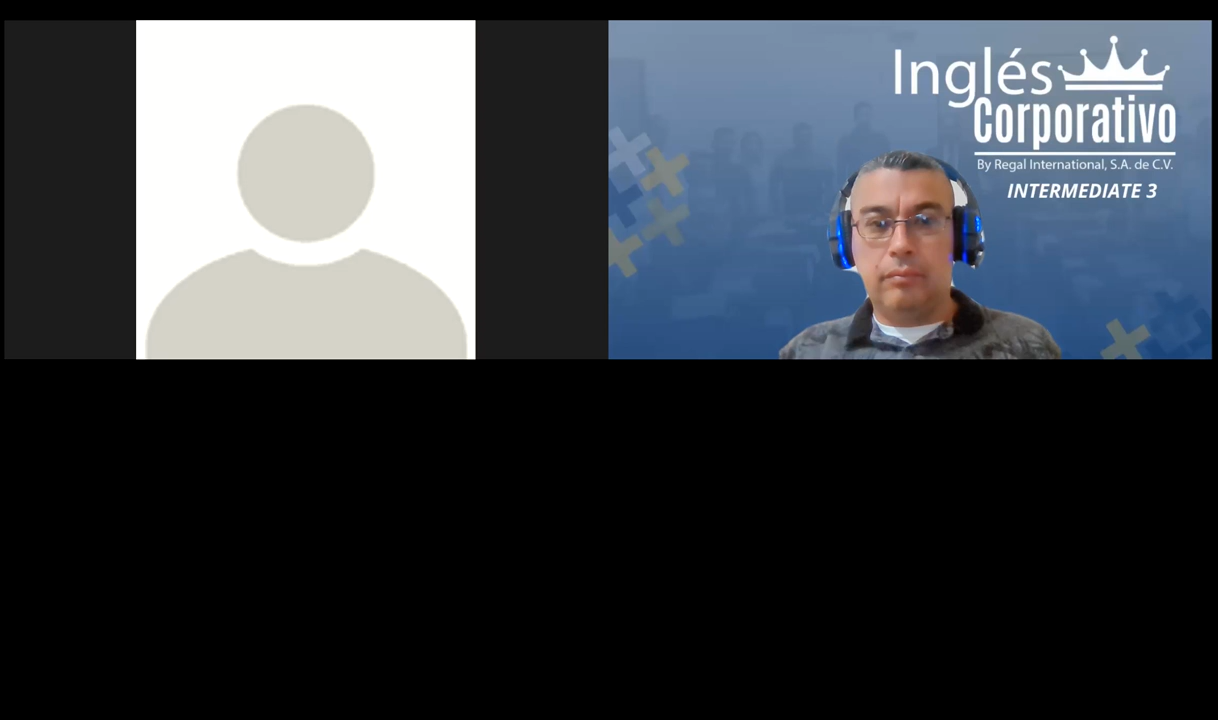 Inglés
Corporativo
By Regal International, S.A. de C.V.
INTERMEDIATE 3